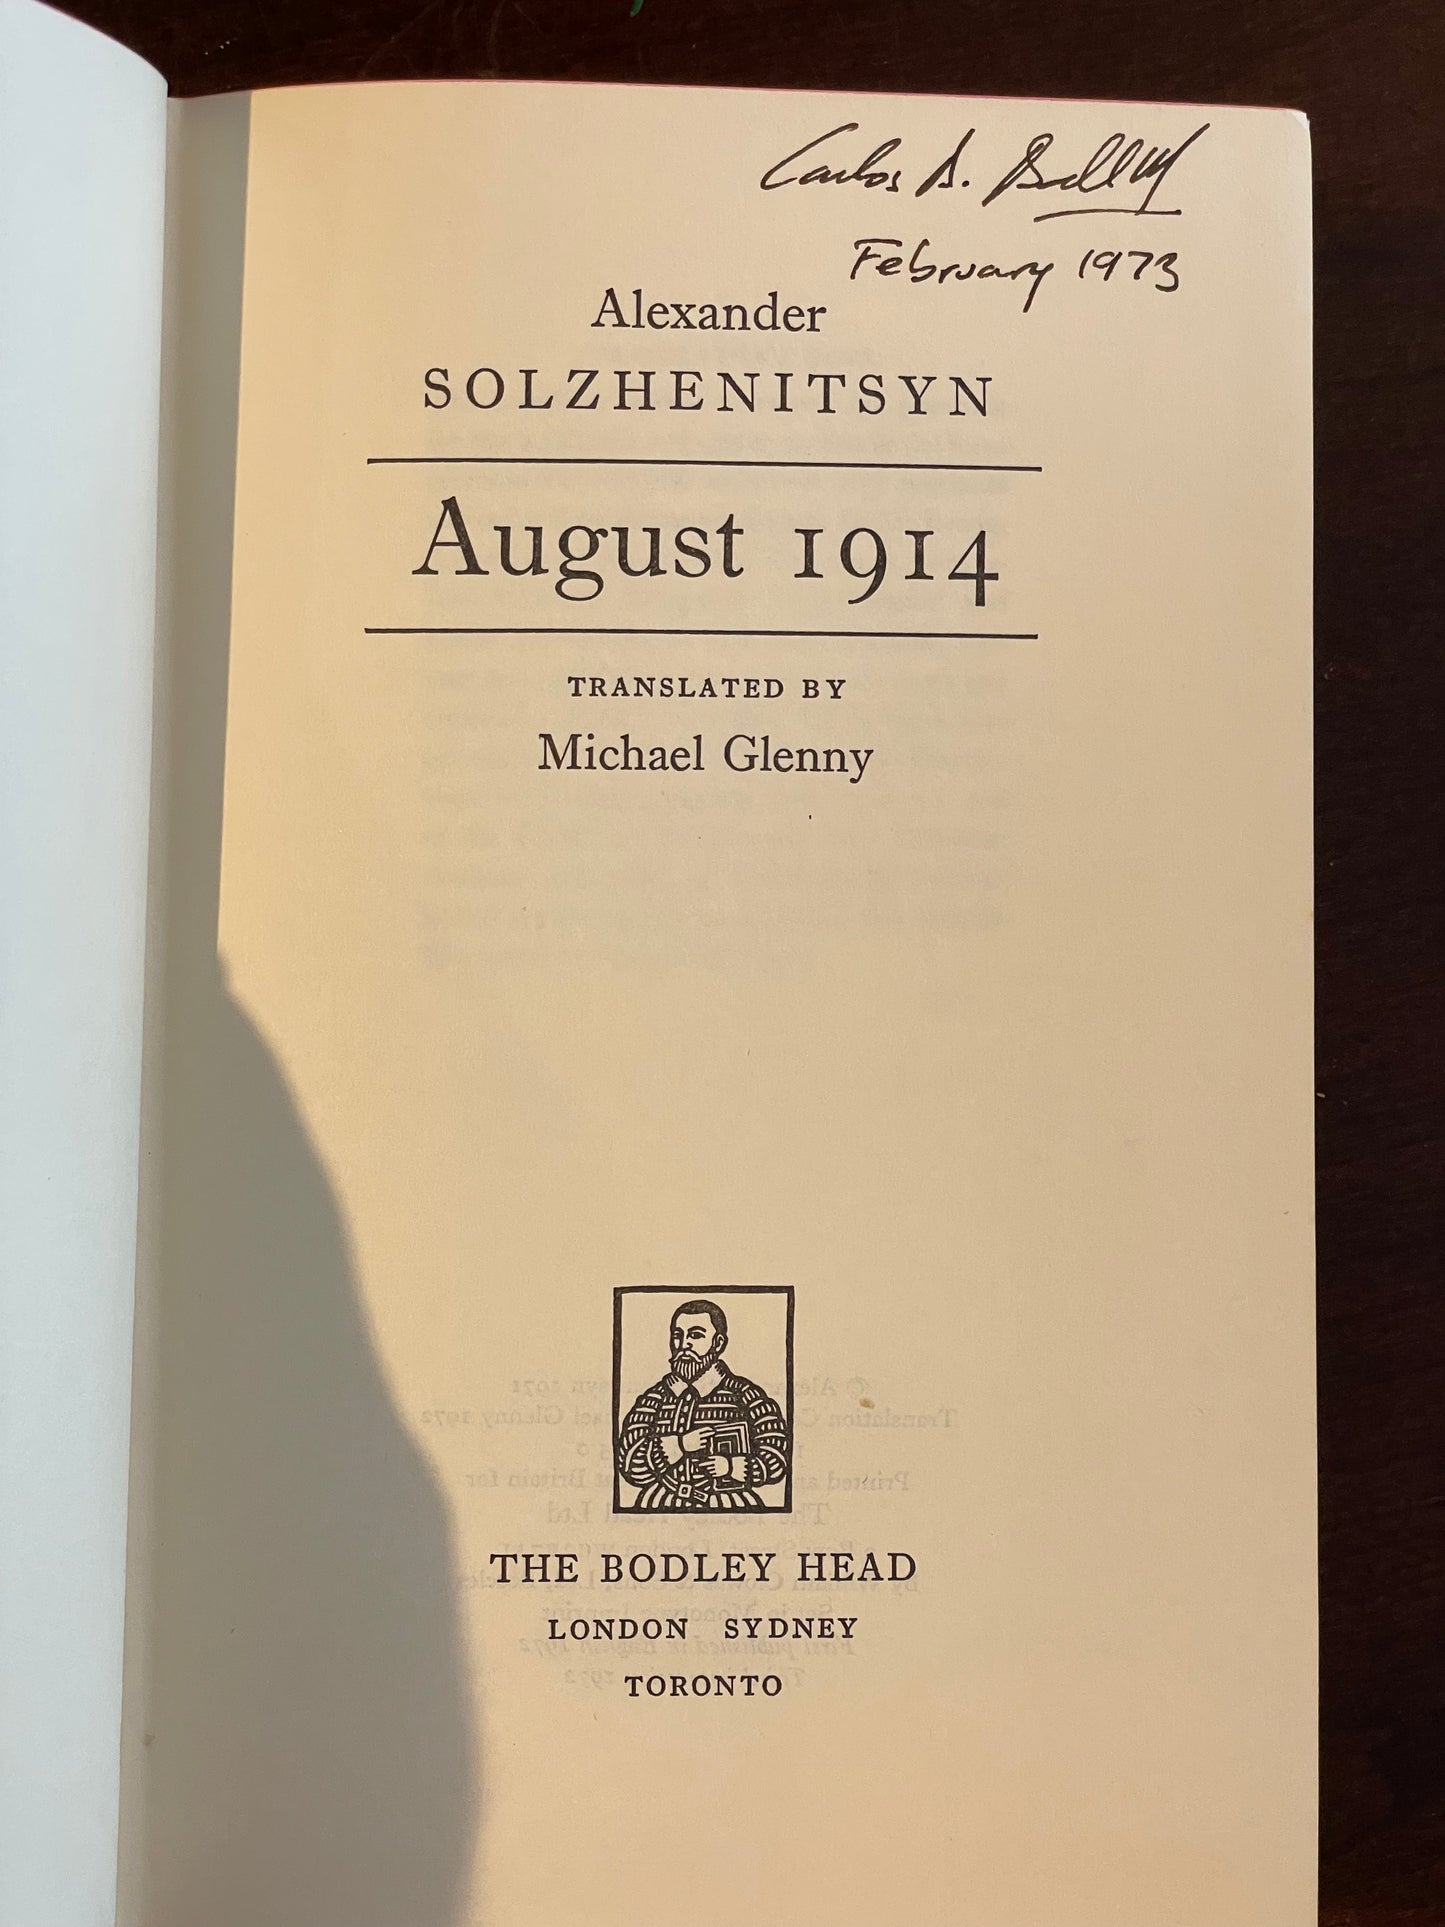 Carlos A.
February 1973
Alexander
SOLZHENITSYN
August 1914
TRANSLATED BY
Michael Glenny
THE BODLEY HEAD
LONDON SYDNEY
TORONTO